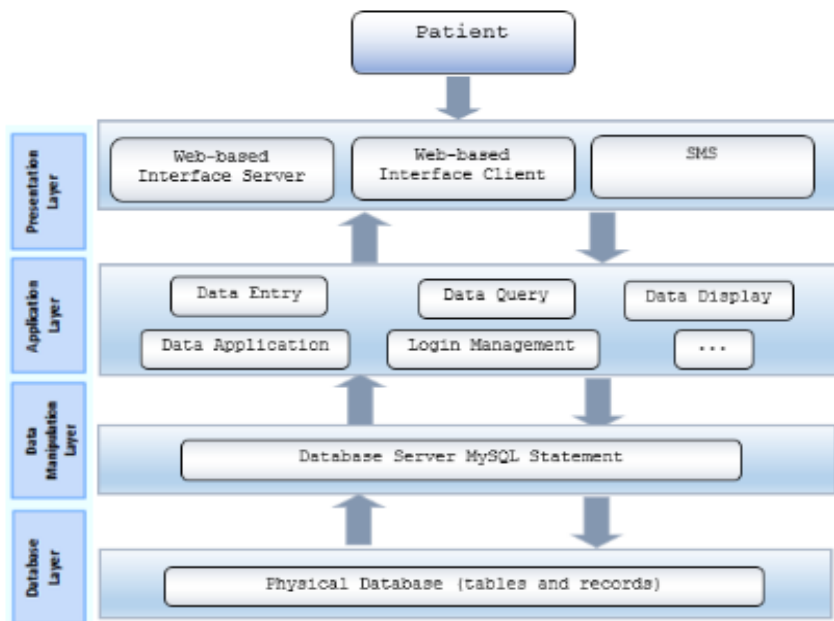 Patient
Presentation
Layer
Web-based
Interface Server
Web-based
Interface Client
SMS
Application
Layer
Data Entry
Data Query
Data Display
Data Application
Login Management
...
Data
Manipulation
Layer
Database Server MySQL Statement
Database
Layer
Physical Database (tables and records)